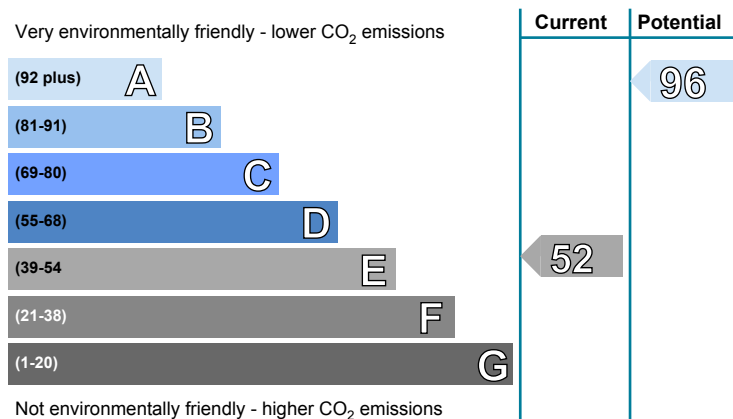 Current Potential
Very environmentally friendly - lower CO2 emissions
(92 plus) A 96
(81-91) B
(69-80) C
(55-68) D
(39-54 E 52
(21-38) F
(1-20) G
Not environmentally friendly - higher CO2 emissions